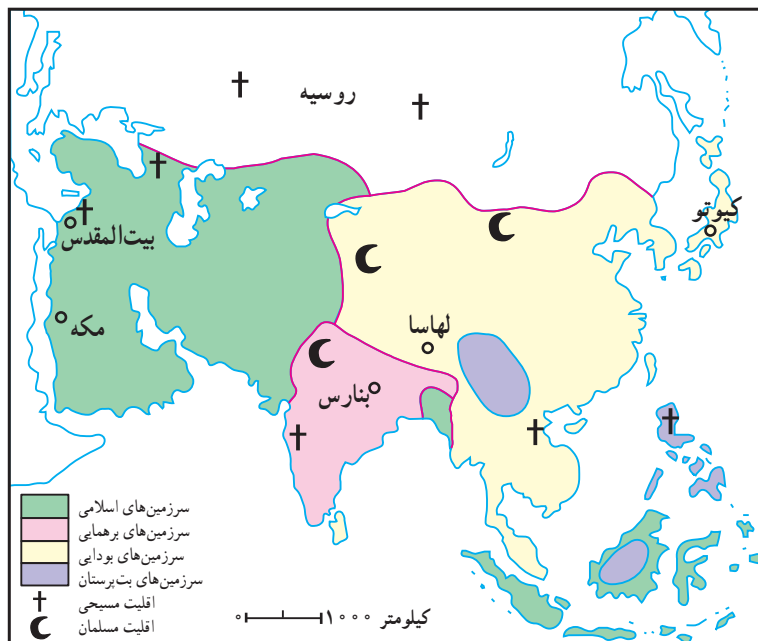 روسیه
کیوتو
بیت‌المقدس
مکه
لهاسا
بنارس
سرزمین‌های اسلامی
سرزمین‌های برهمایی
سرزمین‌های بودایی
سرزمین‌های بت‌پرستان
اقلیت مسیحی
اقلیت مسلمان
۰ ۱۰۰۰ کیلومتر